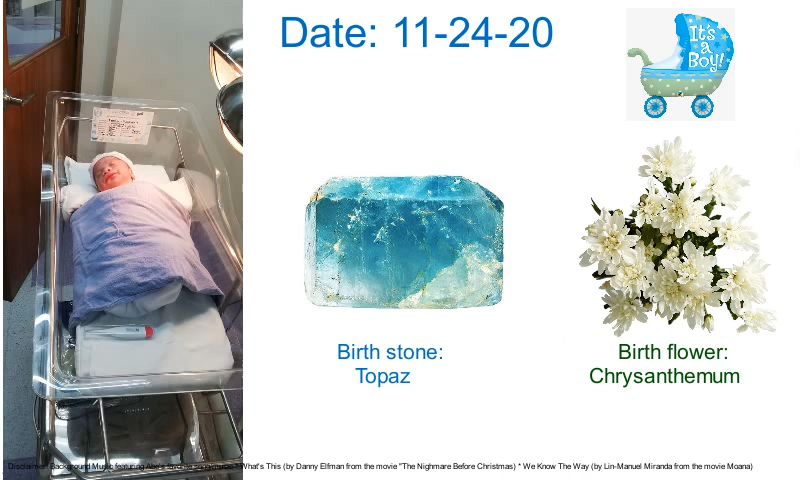 Date: 11-24-20
It's
a
Boy!
Birth stone:
Topaz
Birth flower:
Chrysanthemum
Disclaimer: Background Music featuring favorite * What's This (by Danny Elfman from the movie "The Nighmare Before Christmas) * We Know The Way (by Lin-Manuel Miranda from the movie Moana)